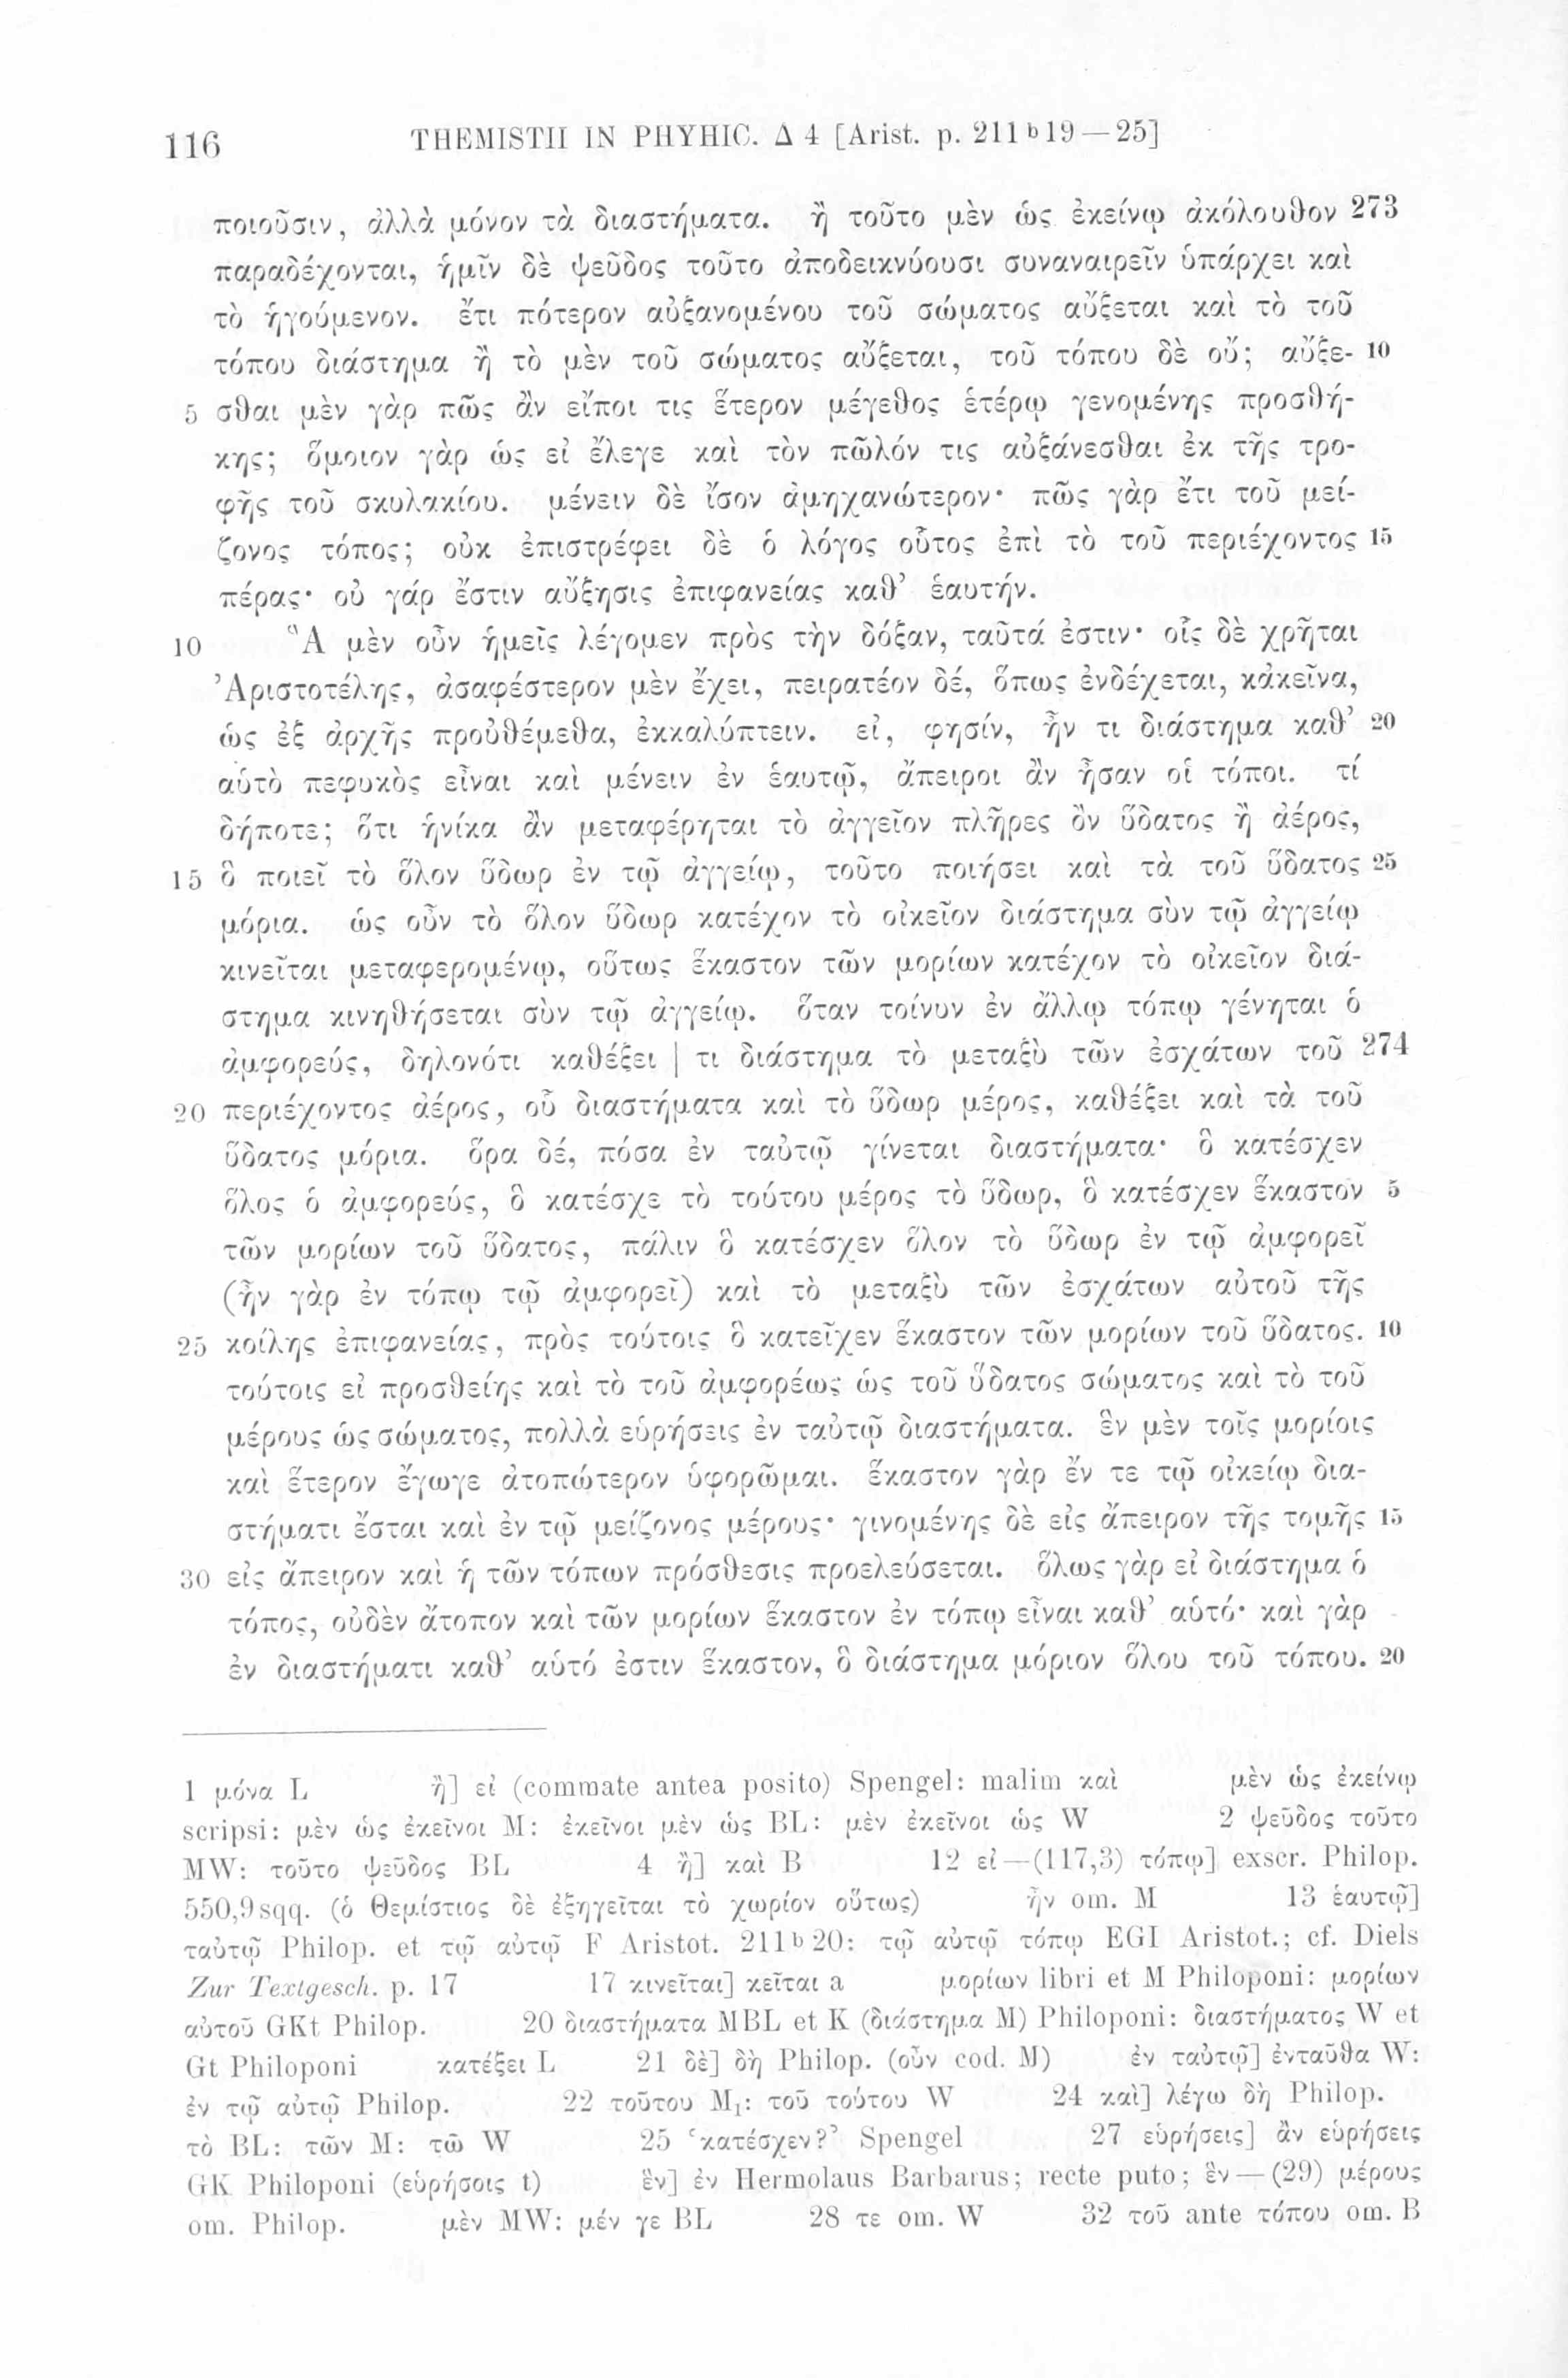 116 THEMISTII IN PHYHIC. Δ 4 [Arist. p. 211ᵇ19—25]
ποιοῦσιν, ἀλλὰ μόνον τὰ διαστήματα. ἢ τοῦτο μὲν ὡς ἐκείνῳ ἀκόλουθον 273
παραδέχονται, ἡμῖν δὲ ψεῦδος τοῦτο ἀποδεικνύουσι συναναιρεῖν ὑπάρχει καὶ
τὸ ἡγούμενον. ἔτι πότερον αὐξανομένου τοῦ σώματος αὔξεται καὶ τὸ τοῦ
τόπου διάστημα ἢ τὸ μὲν τοῦ σώματος αὔξεται, τοῦ τόπου δὲ οὔ; αὔξε- 10
5 σθαι μὲν γὰρ πῶς ἂν εἴποι τις ἕτερον μέγεθος ἑτέρῳ γενομένης προσθή-
κης; ὅμοιον γὰρ ὡς εἰ ἔλεγε καὶ τὸν πῶλόν τις αὐξάνεσθαι ἐκ τῆς τρο-
φῆς τοῦ σκυλακίου. μένειν δὲ ἴσον ἀμηχανώτερον· πῶς γὰρ ἔτι τοῦ μεί-
ζονος τόπος; οὐκ ἐπιστρέφει δὲ ὁ λόγος οὗτος ἐπὶ τὸ τοῦ περιέχοντος 15
πέρας· οὐ γάρ ἔστιν αὔξησις ἐπιφανείας καθ’ ἑαυτήν.
10 Ἃ μὲν οὖν ἡμεῖς λέγομεν πρὸς τὴν δόξαν, ταῦτά ἐστιν· οἷς δὲ χρῆται
Ἀριστοτέλης, ἀσαφέστερον μὲν ἔχει, πειρατέον δέ, ὅπως ἐνδέχεται, κἀκεῖνα,
ὡς ἐξ ἀρχῆς προὐθέμεθα, ἐκκαλύπτειν. εἰ, φησίν, ἦν τι διάστημα καθ’ 20
αὑτὸ πεφυκὸς εἶναι καὶ μένειν ἐν ἑαυτῷ, ἄπειροι ἂν ἦσαν οἱ τόποι. τί
δήποτε; ὅτι ἡνίκα ἂν μεταφέρηται τὸ ἀγγεῖον πλῆρες ὂν ὕδατος ἢ ἀέρος,
15 ὃ ποιεῖ τὸ ὅλον ὕδωρ ἐν τῷ ἀγγείῳ, τοῦτο ποιήσει καὶ τὰ τοῦ ὕδατος 25
μόρια. ὡς οὖν τὸ ὅλον ὕδωρ κατέχον τὸ οἰκεῖον διάστημα σὺν τῷ ἀγγείῳ
κινεῖται μεταφερομένῳ, οὕτως ἕκαστον τῶν μορίων κατέχον τὸ οἰκεῖον διά-
στημα κινηθήσεται σὺν τῷ ἀγγείῳ. ὅταν τοίνυν ἐν ἄλλῳ τόπῳ γένηται ὁ
ἀμφορεύς, δηλονότι καθέξει | τι διάστημα τὸ μεταξὺ τῶν ἐσχάτων τοῦ 274
20 περιέχοντος ἀέρος, οὗ διαστήματα καὶ τὸ ὕδωρ μέρος, καθέξει καὶ τὰ τοῦ
ὕδατος μόρια. ὅρα δέ, πόσα ἐν ταὐτῷ γίνεται διαστήματα· ὃ κατέσχεν
ὅλος ὁ ἀμφορεύς, ὃ κατέσχε τὸ τούτου μέρος τὸ ὕδωρ, ὃ κατέσχεν ἕκαστον 5
τῶν μορίων τοῦ ὕδατος, πάλιν ὃ κατέσχεν ὅλον τὸ ὕδωρ ἐν τῷ ἀμφορεῖ
(ἦν γὰρ ἐν τόπῳ τῷ ἀμφορεῖ) καὶ τὸ μεταξὺ τῶν ἐσχάτων αὐτοῦ τῆς
25 κοίλης ἐπιφανείας, πρὸς τούτοις ὃ κατεῖχεν ἕκαστον τῶν μορίων τοῦ ὕδατος. 10
τούτοις εἰ προσθείης καὶ τὸ τοῦ ἀμφορέως ὡς τοῦ ὕδατος σώματος καὶ τὸ τοῦ
μέρους ὡς σώματος, πολλὰ εὑρήσεις ἐν ταὐτῷ διαστήματα. ἓν μὲν τοῖς μορίοις
καὶ ἕτερον ἔγωγε ἀτοπώτερον ὑφορῶμαι. ἕκαστον γὰρ ἔν τε τῷ οἰκείῳ δια-
στήματι ἔσται καὶ ἐν τῷ μείζονος μέρους· γινομένης δὲ εἰς ἄπειρον τῆς τομῆς 15
30 εἰς ἄπειρον καὶ ἡ τῶν τόπων πρόσθεσις προελεύσεται. ὅλως γὰρ εἰ διάστημα ὁ
τόπος, οὐδὲν ἄτοπον καὶ τῶν μορίων ἕκαστον ἐν τόπῳ εἶναι καθ’ αὑτό· καὶ γὰρ
ἐν διαστήματι καθ’ αὑτό ἐστιν ἕκαστον, ὃ διάστημα μόριον ὅλου τοῦ τόπου. 20
1 μόνα L ἢ] εἰ (commate antea posito) Spengel: malim καὶ μὲν ὡς ἐκείνῳ
scripsi: μὲν ὡς ἐκεῖνοι M: ἐκεῖνοι μὲν ὡς BL: μὲν ἐκεῖνοι ὡς W 2 ψεῦδος τοῦτο
MW: τοῦτο ψεῦδος BL 4 ἢ] καὶ B 12 εἰ—(117,3) τόπῳ] exscr. Philop.
550,9 sqq. (ὁ Θεμίστιος δὲ ἐξηγεῖται τὸ χωρίον οὕτως) ἦν om. M 13 ἑαυτῷ]
ταὐτῷ Philop. et τῷ αὐτῷ F Aristot. 211ᵇ20: τῷ αὐτῷ τόπῳ EGI Aristot.; cf. Diels
Zur Textgesch. p. 17 17 κινεῖται] κεῖται a μορίων libri et M Philoponi: μορίων
αὐτοῦ GKt Philop. 20 διαστήματα MBL et K (διάστημα M) Philoponi: διαστήματος W et
Gt Philoponi κατέξει L 21 δὲ] δὴ Philop. (οὖν cod. M) ἐν ταὐτῷ] ἐνταῦθα W:
ἐν τῷ αὐτῷ Philop. 22 τοῦτου M₁: τοῦ τούτου W 24 καὶ] λέγω δὴ Philop.
τὸ BL: τῶν M: τῶ W 25 ‘κατέσχεν?’ Spengel 27 εὑρήσεις] ἂν εὑρήσεις
GK Philoponi (εὑρήσοις t) ἓν] ἐν Hermolaus Barbarus; recte puto; ἓν—(29) μέρους
om. Philop. μὲν MW: μέν γε BL 28 τε om. W 32 τοῦ ante τόπου om. B